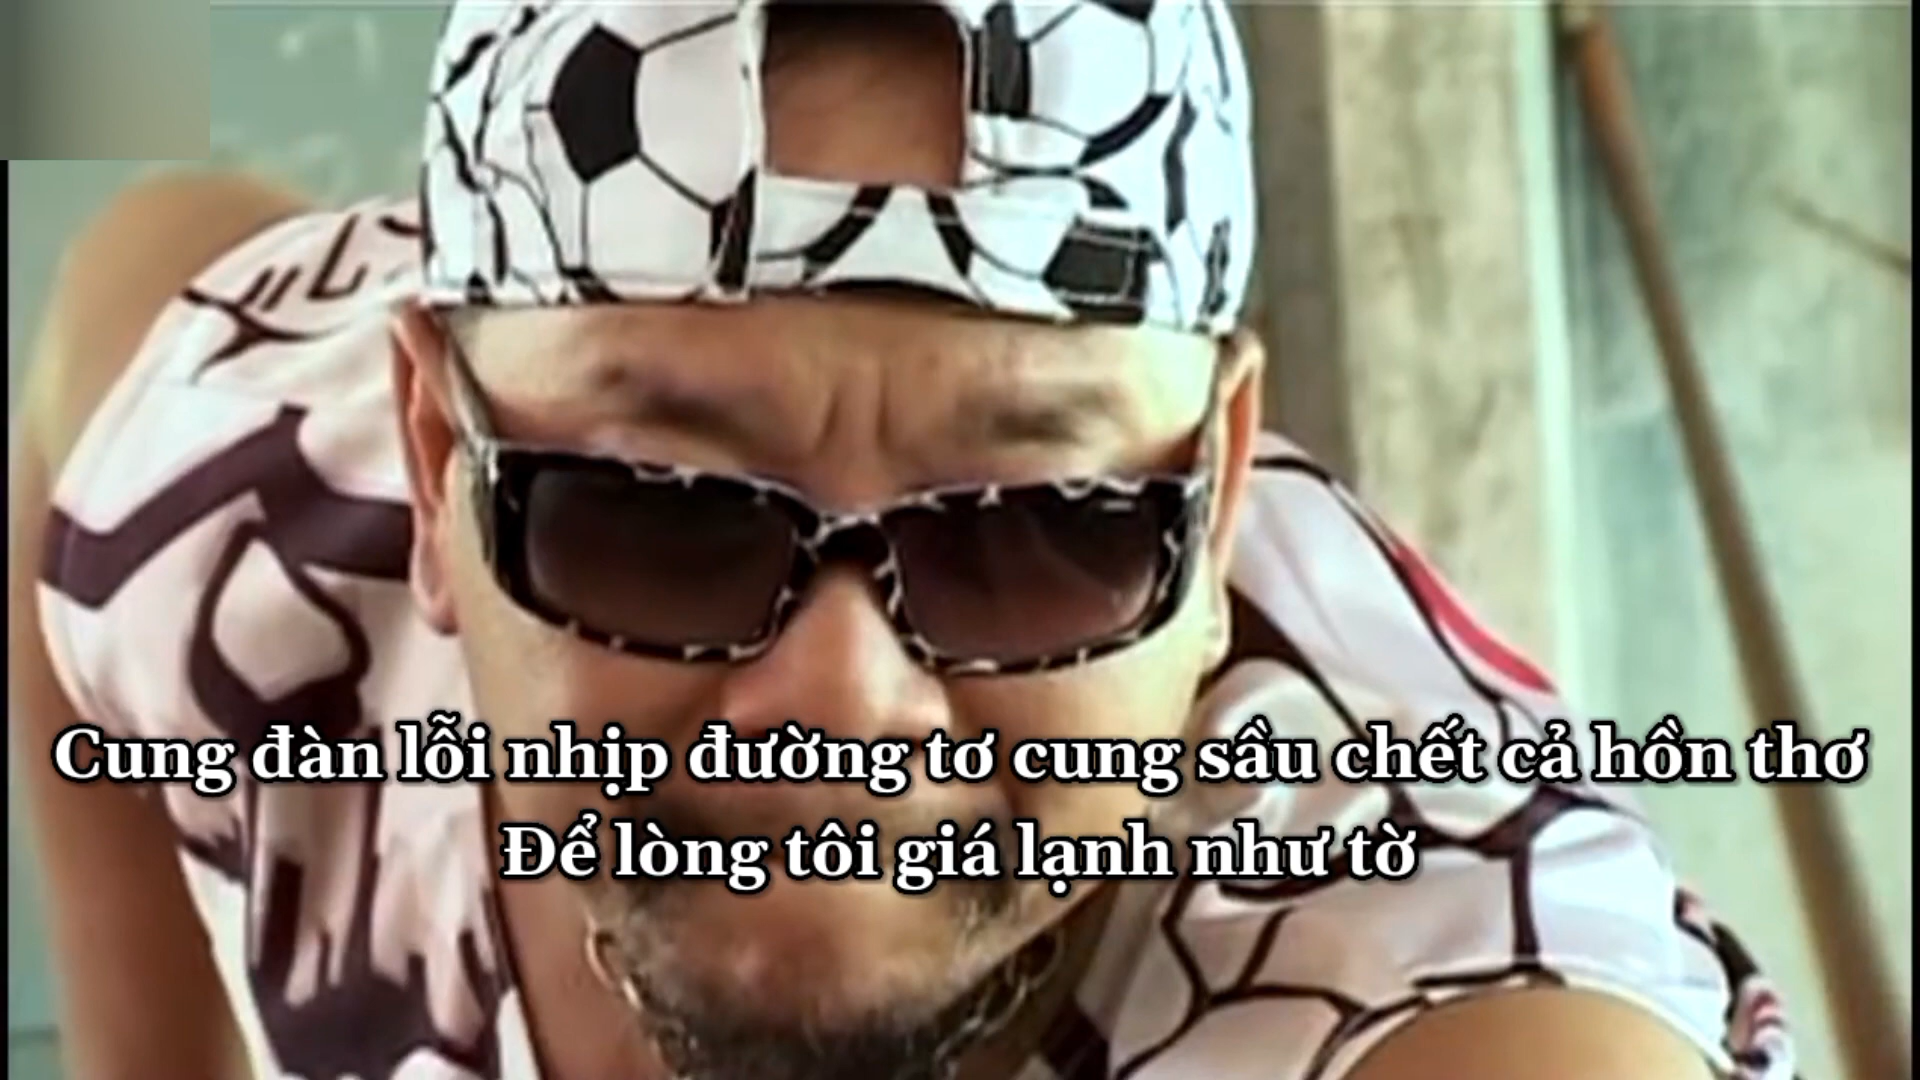 Cung đàn lỗi nhịp đường tơ cung sầu chết cả hồn thơ
Để lòng tôi giá lạnh như tờ